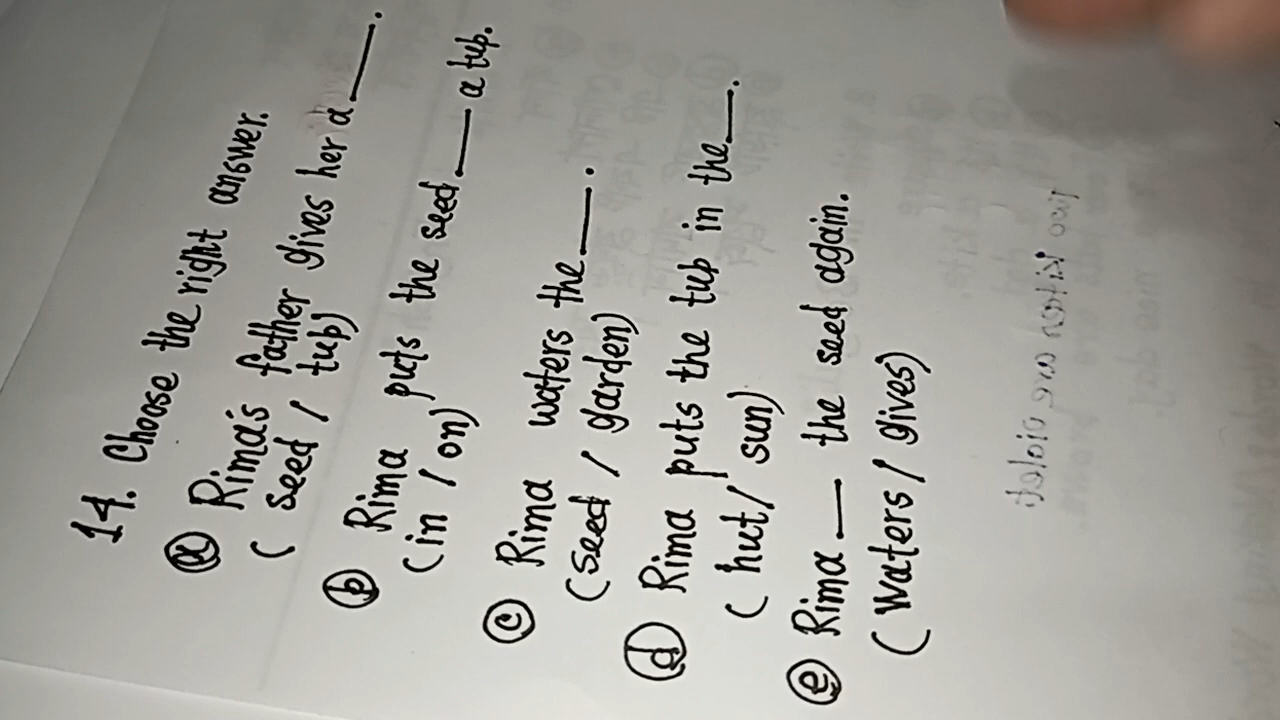 14. Choose the right answer.
(a) Rima's father gives her a ____.
( seed / tub)
(b) Rima puts the seed ____ a tub.
(in / on)
(c) Rima waters the ____.
(seed / garden)
(d) Rima puts the tub in the ____.
( hut / sun)
(e) Rima ____ the seed again.
(waters / gives)